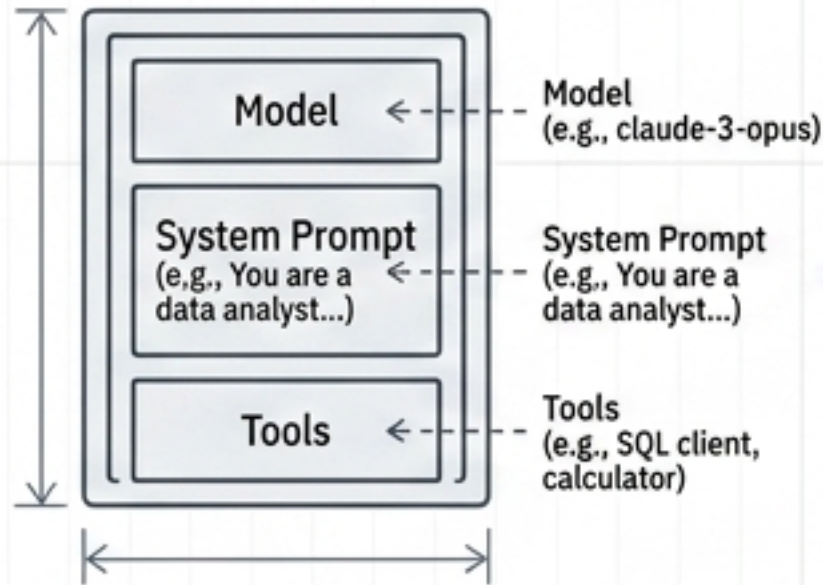 Model
Model
(e.g., claude-3-opus)
System Prompt
(e,g., You are a
data analyst...)
System Prompt
(e.g., You are a
data analyst...)
Tools
Tools
(e.g., SQL client,
calculator)